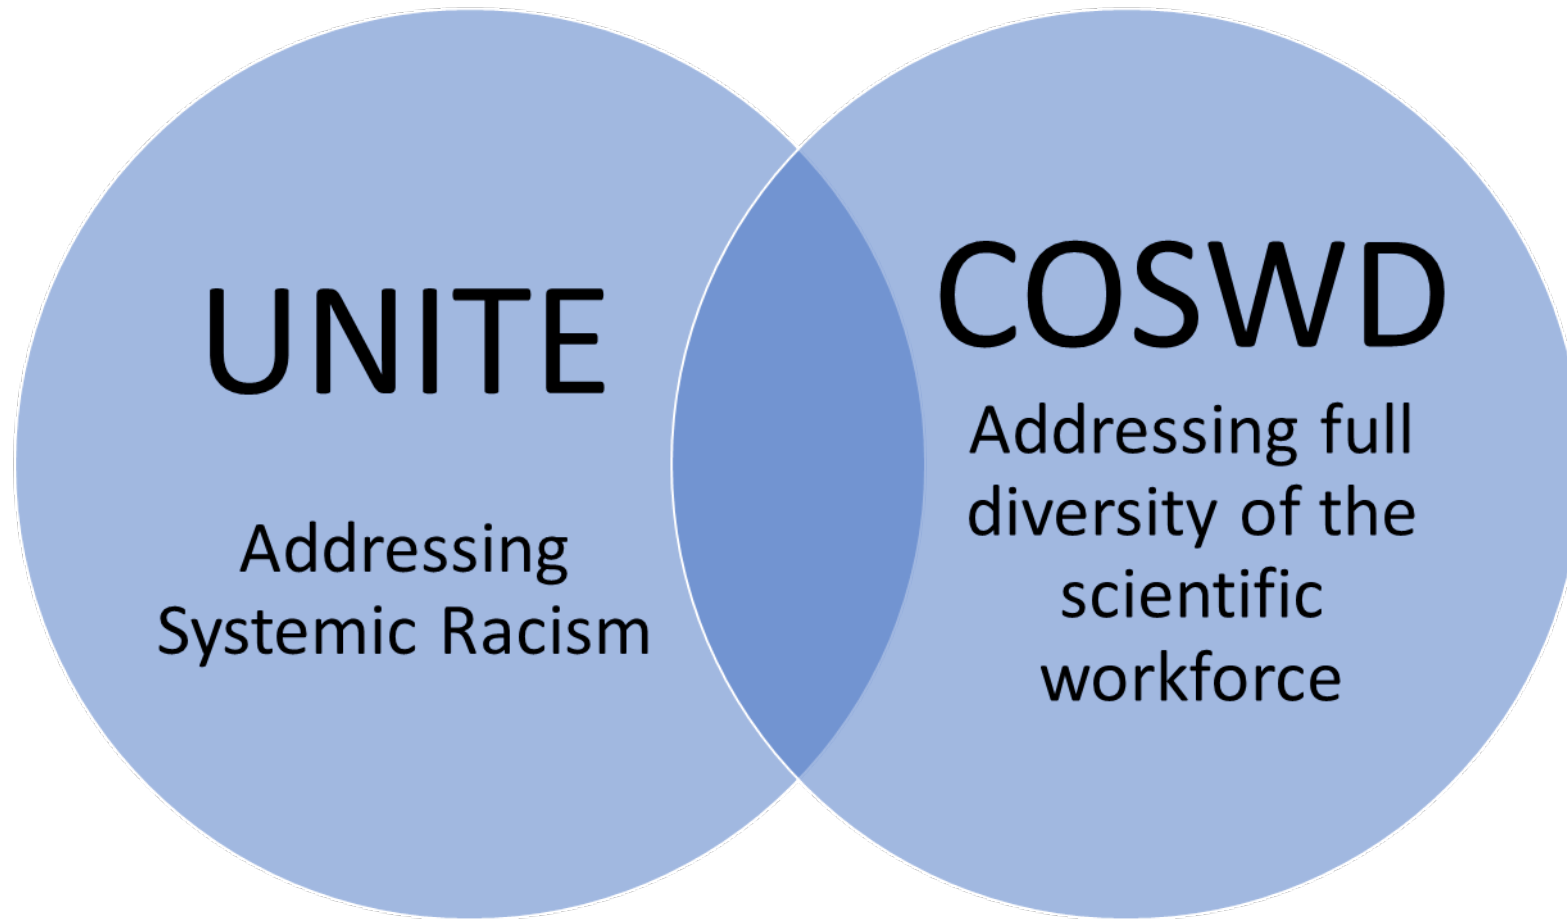 UNITE
Addressing
Systemic Racism
COSWD
Addressing full
diversity of the
scientific
workforce